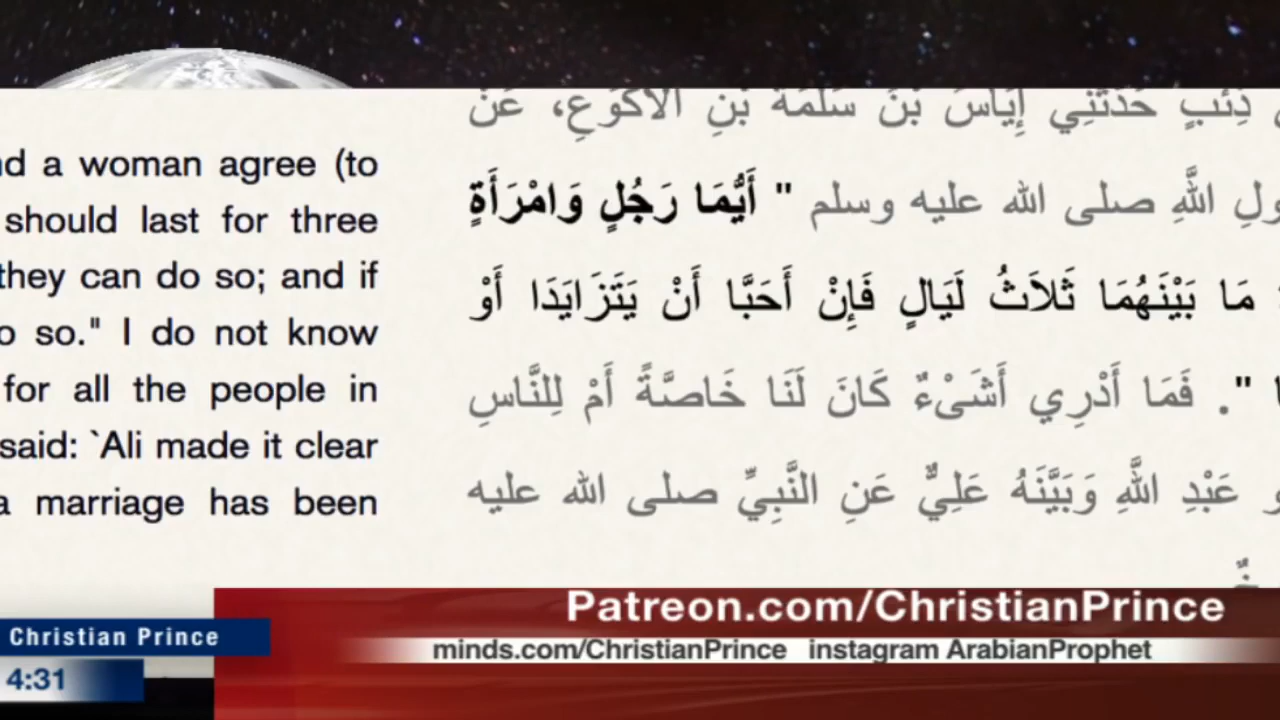 nd a woman agree (to
should last for three
they can do so; and if
o so." I do not know
for all the people in
said: `Ali made it clear
a marriage has been
ذِئْبٍ حَدَّثَنِي إِيَاسُ بْنُ سَلَمَةَ بْنِ الأَكْوَعِ، عَنْ
ولِ اللَّهِ صلى الله عليه وسلم " أَيُّمَا رَجُلٍ وَامْرَأَةٍ
مَا بَيْنَهُمَا ثَلاَثُ لَيَالٍ فَإِنْ أَحَبَّا أَنْ يَتَزَايَدَا أَوْ
ا ". فَمَا أَدْرِي أَشَىْءٌ كَانَ لَنَا خَاصَّةً أَمْ لِلنَّاسِ
و عَبْدِ اللَّهِ وَبَيَّنَهُ عَلِيٌّ عَنِ النَّبِيِّ صلى الله عليه
Patreon.com/ChristianPrince
Christian Prince
minds.com/ChristianPrince instagram ArabianProphet
4:31